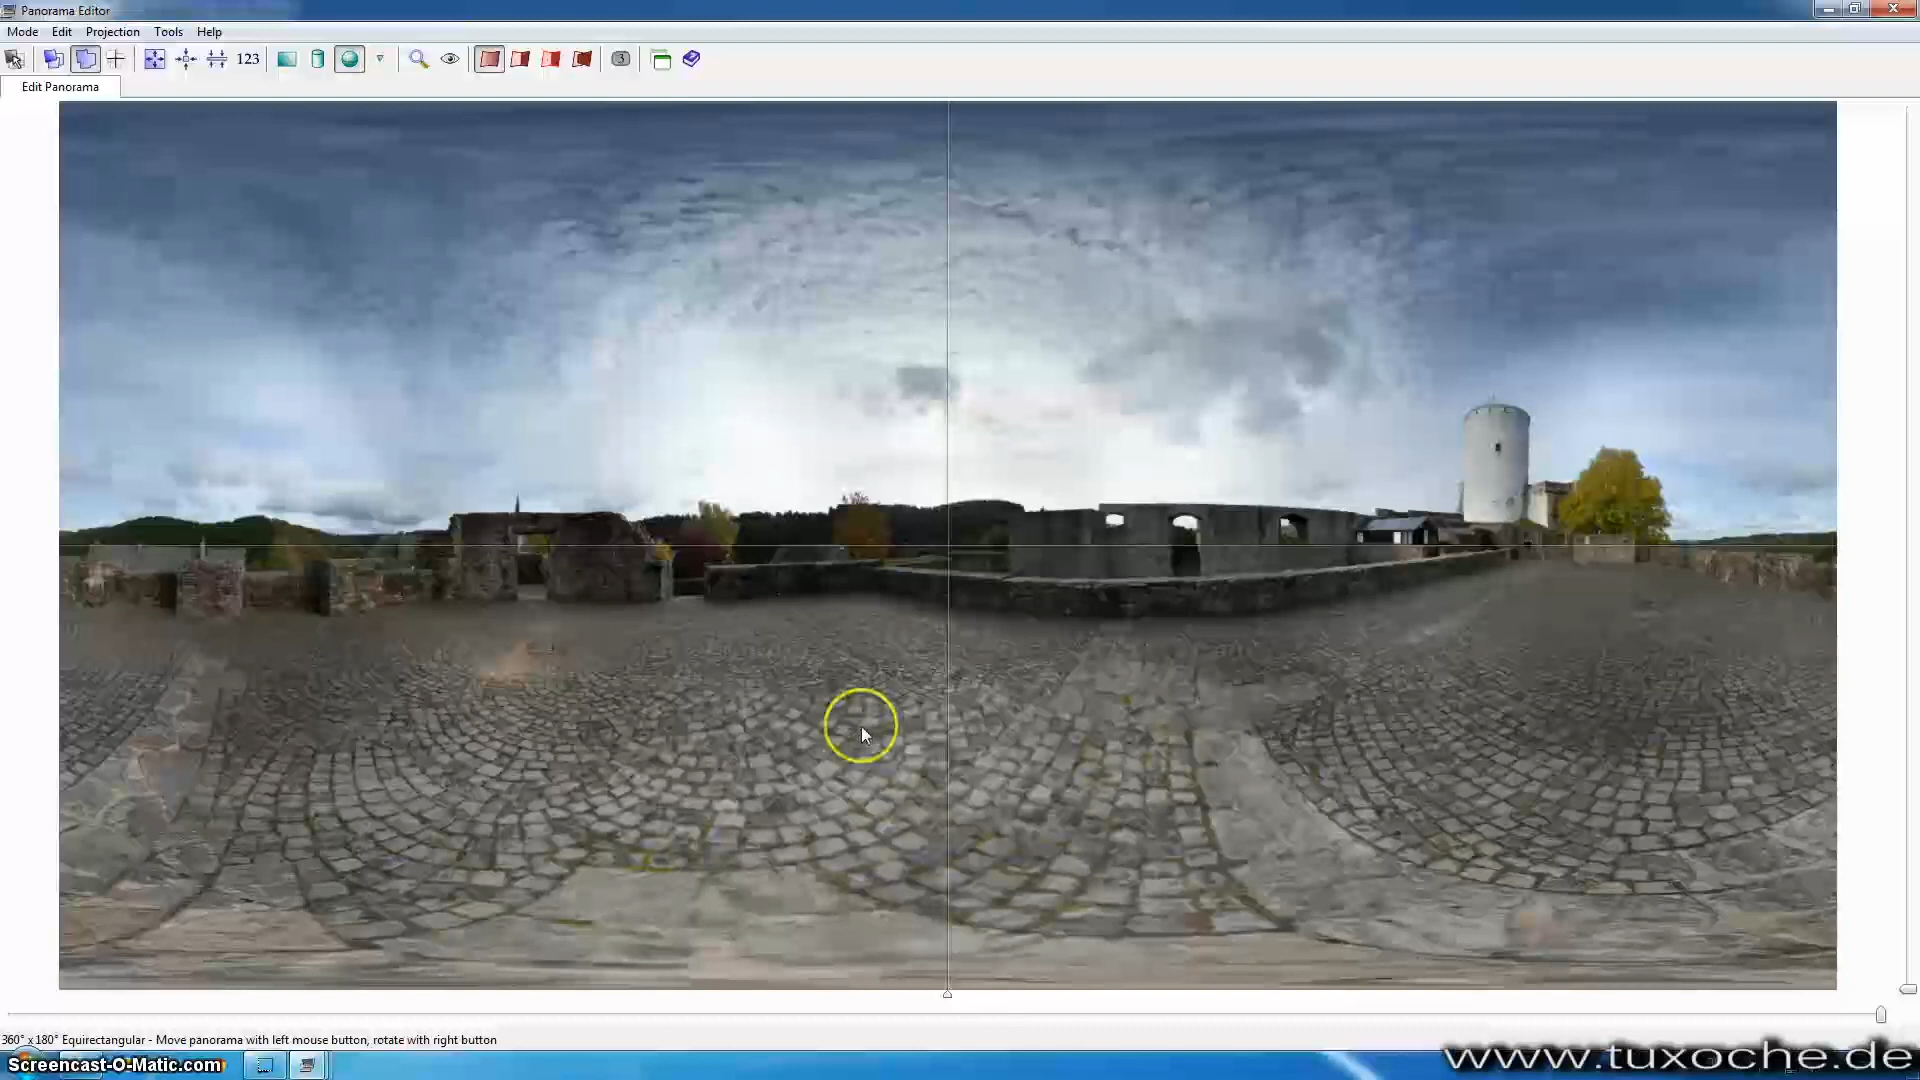 Panorama Editor
Mode Edit Projection Tools Help
123
3
Edit Panorama
360° x 180° Equirectangular - Move panorama with left mouse button, rotate with right button
Screencast-O-Matic.com
www.tuxoche.de